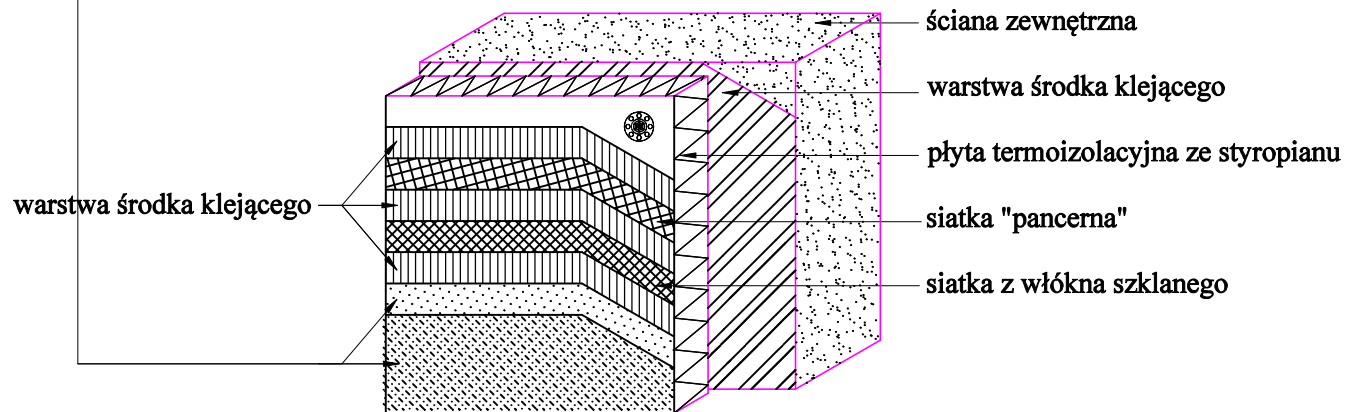 ściana zewnętrzna
warstwa środka klejącego
płyta termoizolacyjna ze styropianu
warstwa środka klejącego
siatka "pancerna"
siatka z włókna szklanego